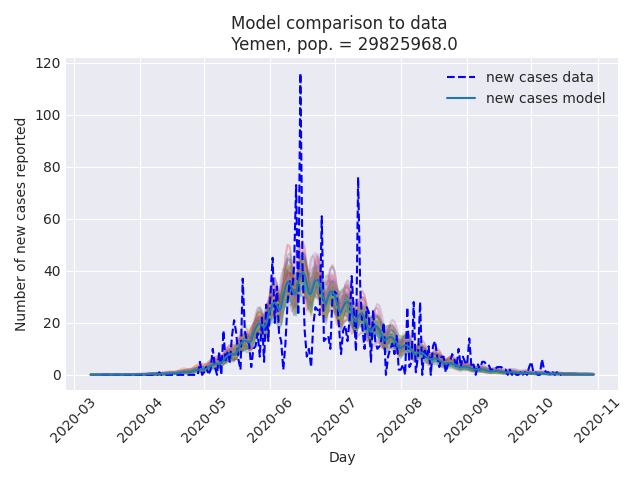 Model comparison to data
Yemen, pop. = 29825968.0
new cases data
new cases model
Number of new cases reported
120
100
80
60
40
20
0
2020-03
2020-04
2020-05
2020-06
2020-07
2020-08
2020-09
2020-10
2020-11
Day